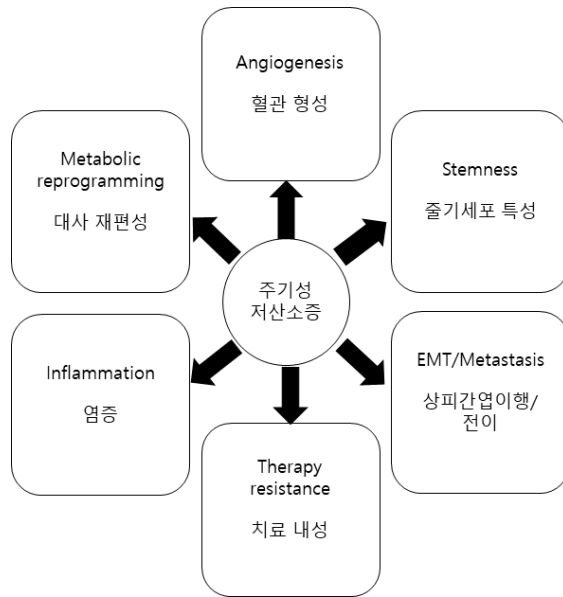 Angiogenesis
혈관 형성
Metabolic
reprogramming
대사 재편성
Stemness
줄기세포 특성
주기성
저산소증
Inflammation
염증
EMT/Metastasis
상피간엽이행/
전이
Therapy
resistance
치료 내성